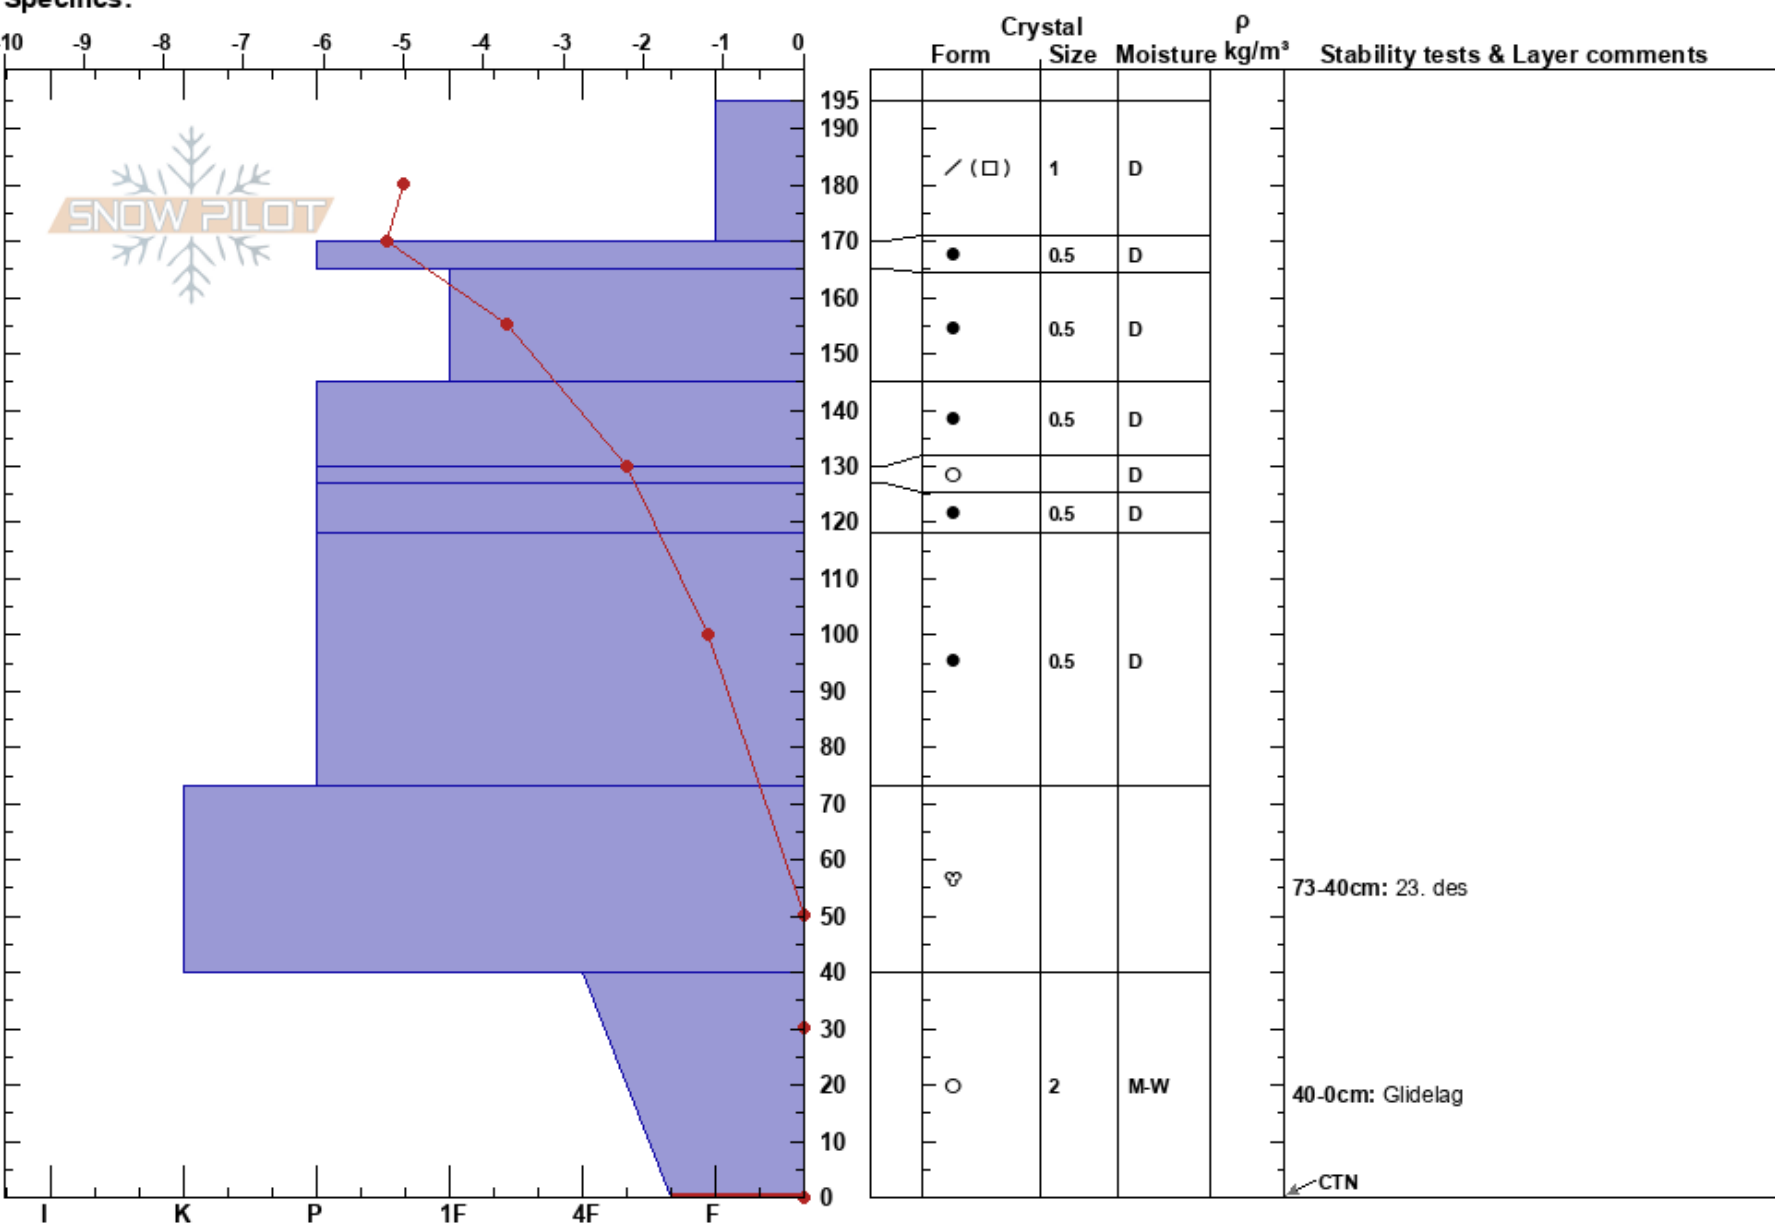 Specifics:
Crystal ρ
-10 -9 -8 -7 -6 -5 -4 -3 -2 -1 0 Form Size Moisture kg/m³ Stability tests & Layer comments
195
190
180 1 D
SNOW PILOT
170
0.5 D
160
0.5 D
150
140
0.5 D
130
D
120 0.5 D
110
100
0.5 D
90
80
70
60
73-40cm: 23. des
50
40
30
20 2 M-W
40-0cm: Glidelag
10
0 CTN
I K P 1F 4F F